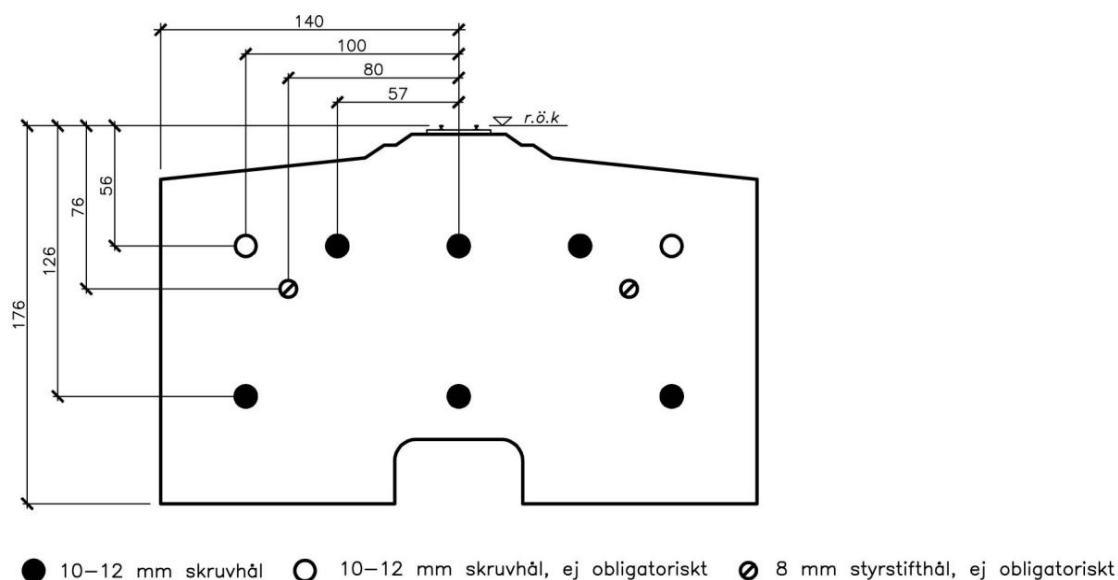 140
100
80
57
r.ö.k
56
76
126
176
10–12 mm skruvhål
10–12 mm skruvhål, ej obligatoriskt
8 mm styrstifthål, ej obligatoriskt